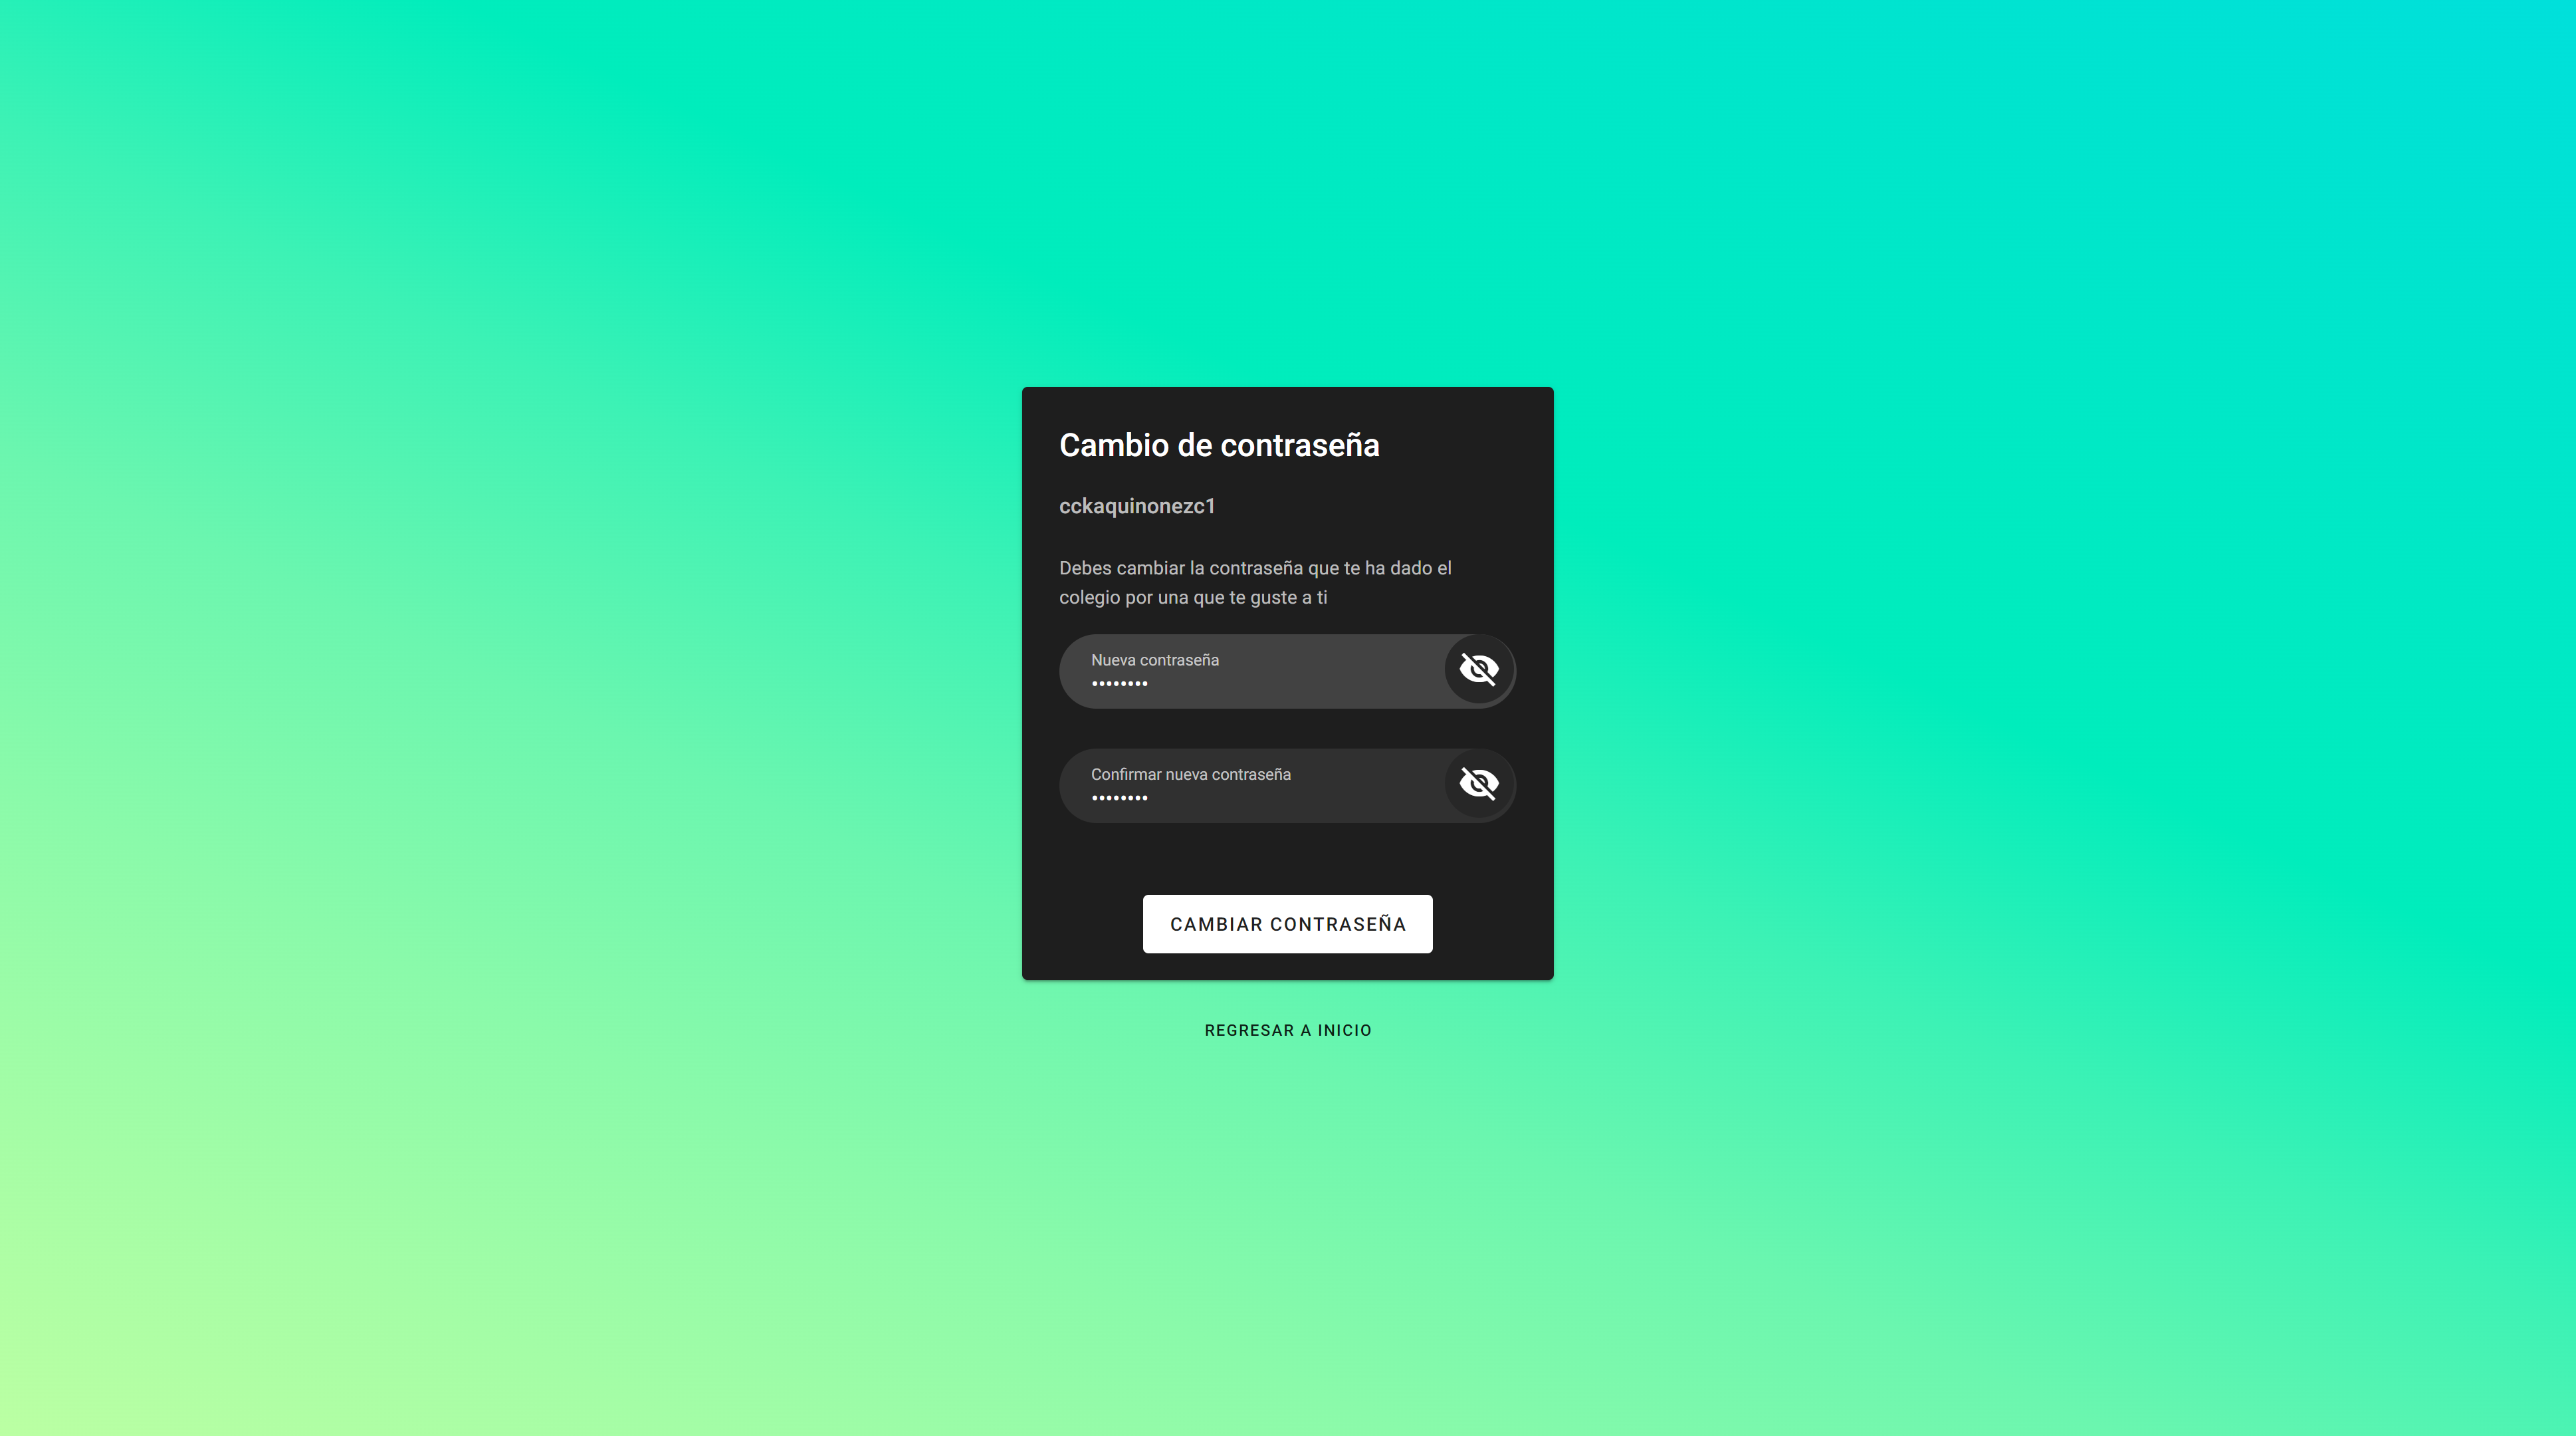 Cambio de contraseña
cckaquinonezc1
Debes cambiar la contraseña que te ha dado el
colegio por una que te guste a ti
Nueva contraseña
••••••••
Confirmar nueva contraseña
••••••••
CAMBIAR CONTRASEÑA
REGRESAR A INICIO